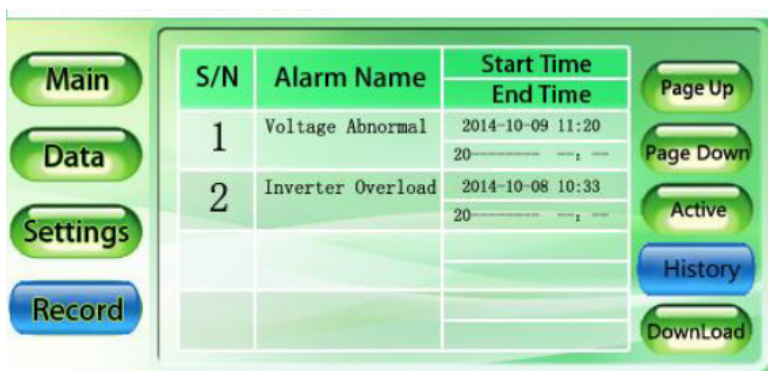 Main
Data
Settings
Record
S/N
Alarm Name
Start Time
End Time
1
Voltage Abnormal
2014-10-09 11:20
20-------- --: --
2
Inverter Overload
2014-10-08 10:33
20-------- --: --
Page Up
Page Down
Active
History
DownLoad